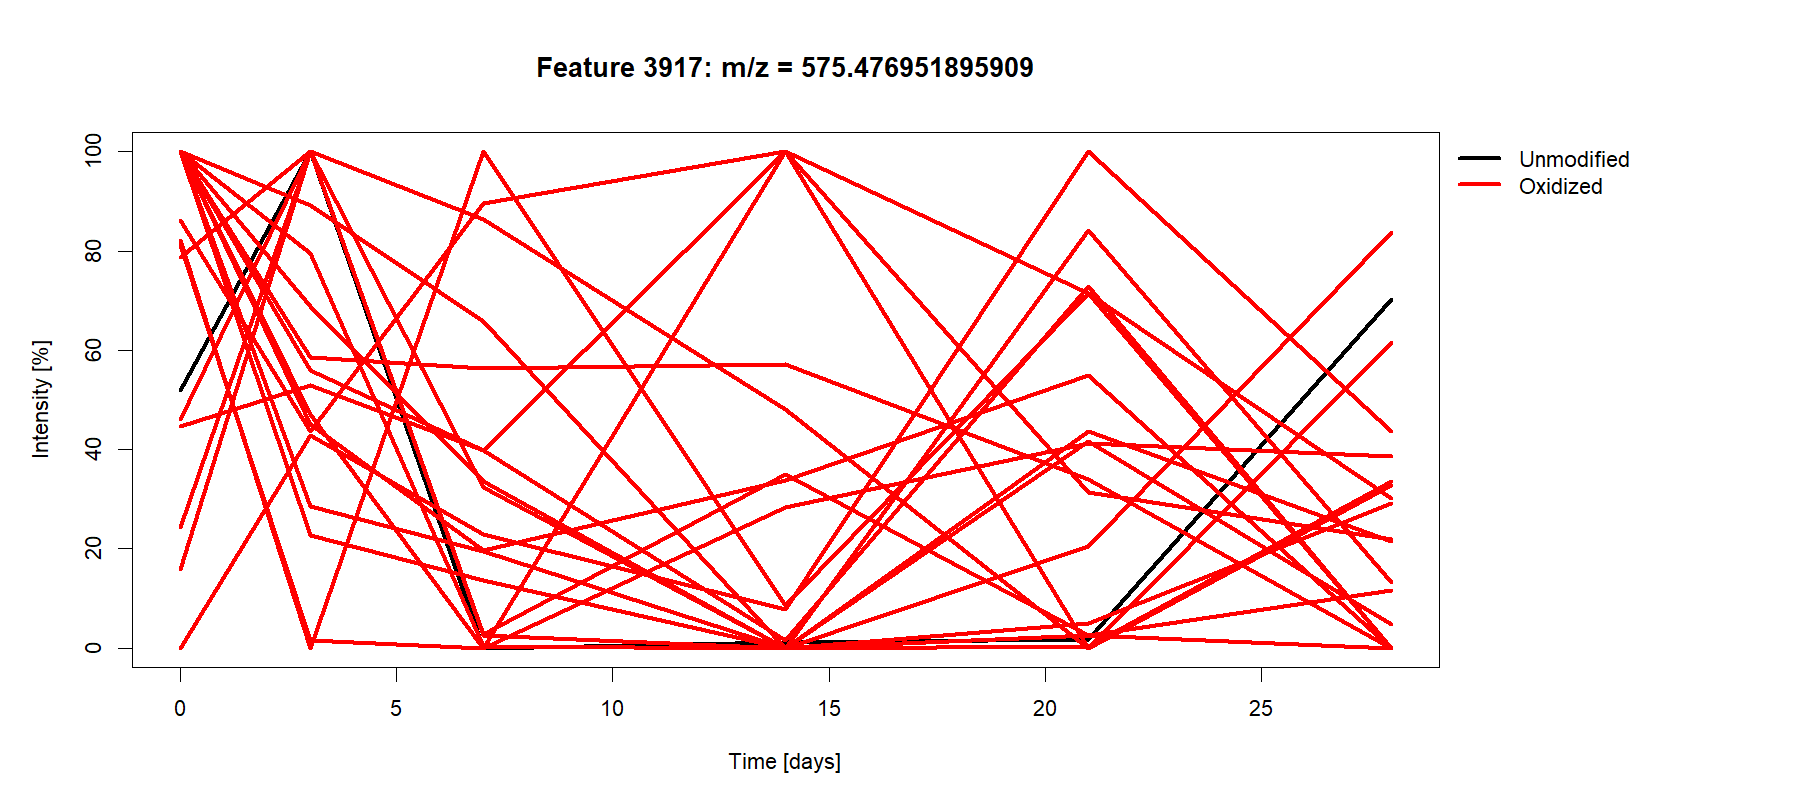 Feature 3917: m/z = 575.476951895909
Unmodified
Oxidized
Intensity [%]
100
80
60
40
20
0
0 5 10 15 20 25
Time [days]